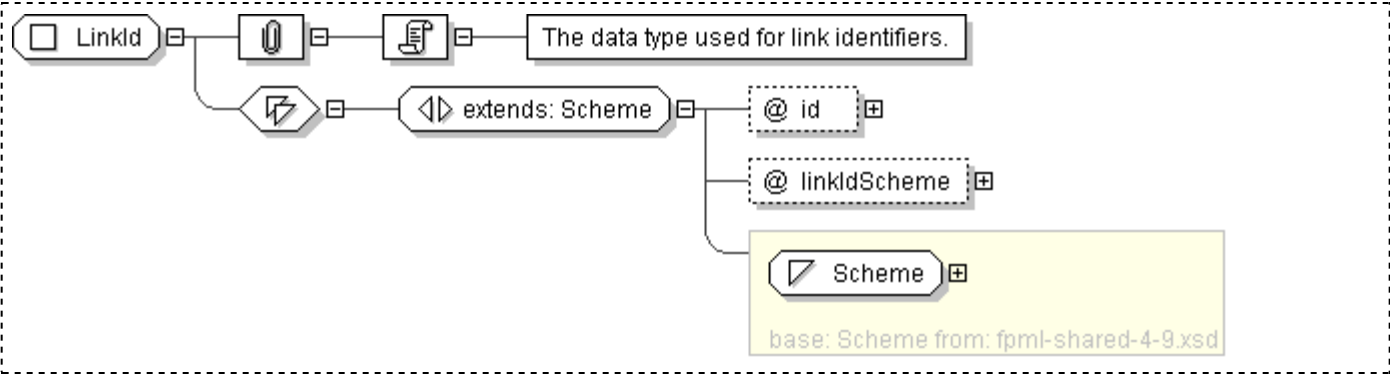 LinkId
The data type used for link identifiers.
extends: Scheme
@ id
@ linkIdScheme
Scheme
base: Scheme from: fpml-shared-4-9.xsd